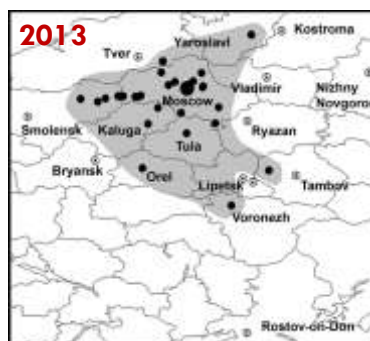 2013
Kostroma
Yaroslavl
Tver
Vladimir
Nizhny
Novgorod
Moscow
Smolensk
Kaluga
Ryazan
Tula
Bryansk
Orel
Lipetsk
Tambov
Voronezh
Rostov-on-Don